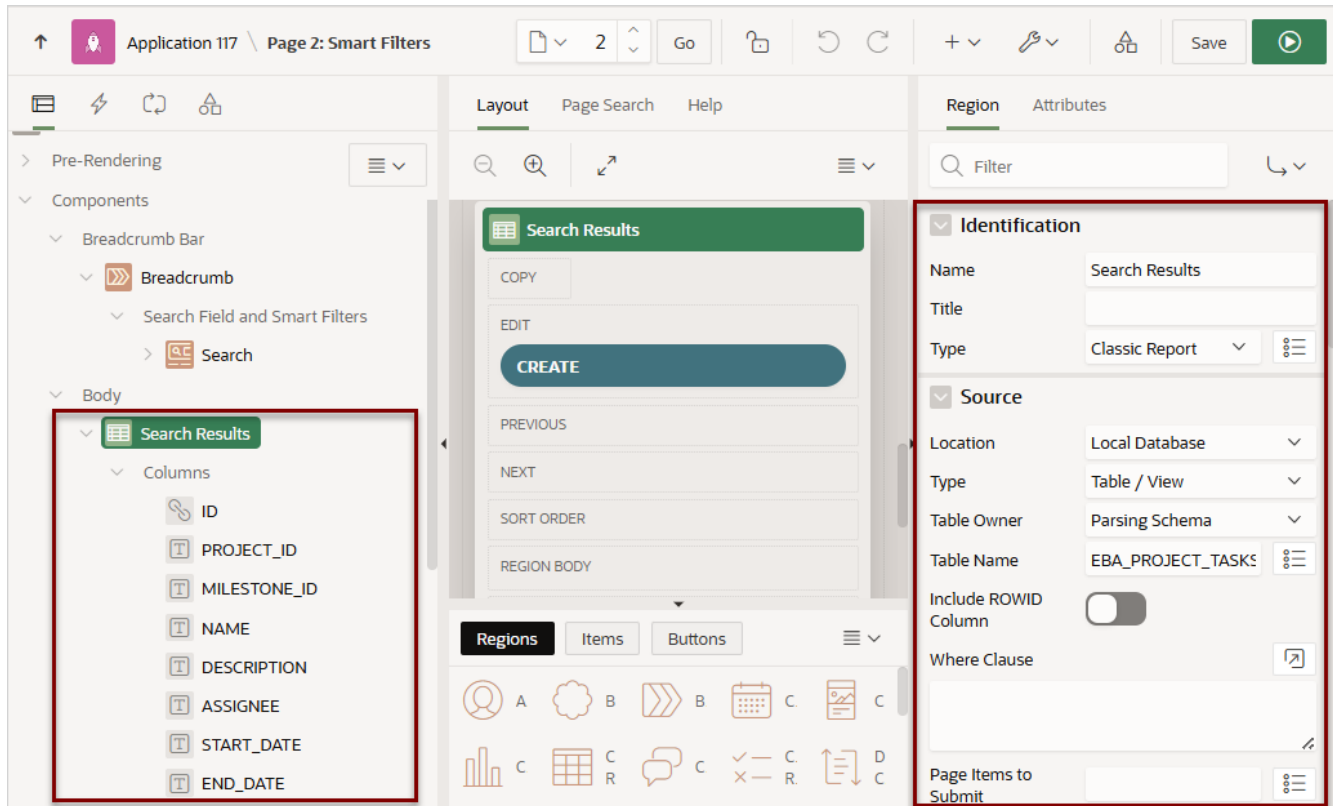 Application 117 \ Page 2: Smart Filters
2
Go
Save
Pre-Rendering
Components
Breadcrumb Bar
Breadcrumb
Search Field and Smart Filters
Search
Body
Search Results
Columns
ID
PROJECT_ID
MILESTONE_ID
NAME
DESCRIPTION
ASSIGNEE
START_DATE
END_DATE
Layout Page Search Help
Search Results
COPY
EDIT
CREATE
PREVIOUS
NEXT
SORT ORDER
REGION BODY
Regions Items Buttons
A B B C. C
C C R C C. R. D C
Region Attributes
Filter
Identification
Name Search Results
Title
Type Classic Report
Source
Location Local Database
Type Table / View
Table Owner Parsing Schema
Table Name EBA_PROJECT_TASKS
Include ROWID
Column
Where Clause
Page Items to
Submit